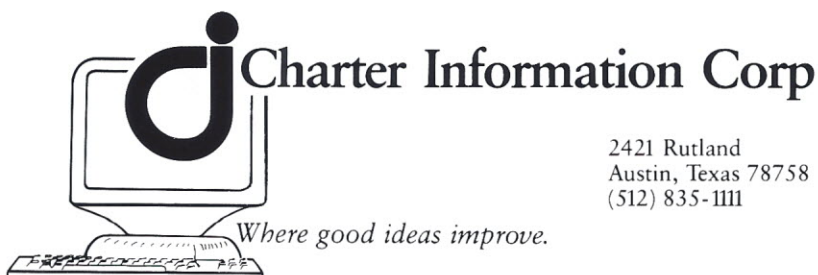 Charter Information Corp
2421 Rutland
Austin, Texas 78758
(512) 835-1111
Where good ideas improve.